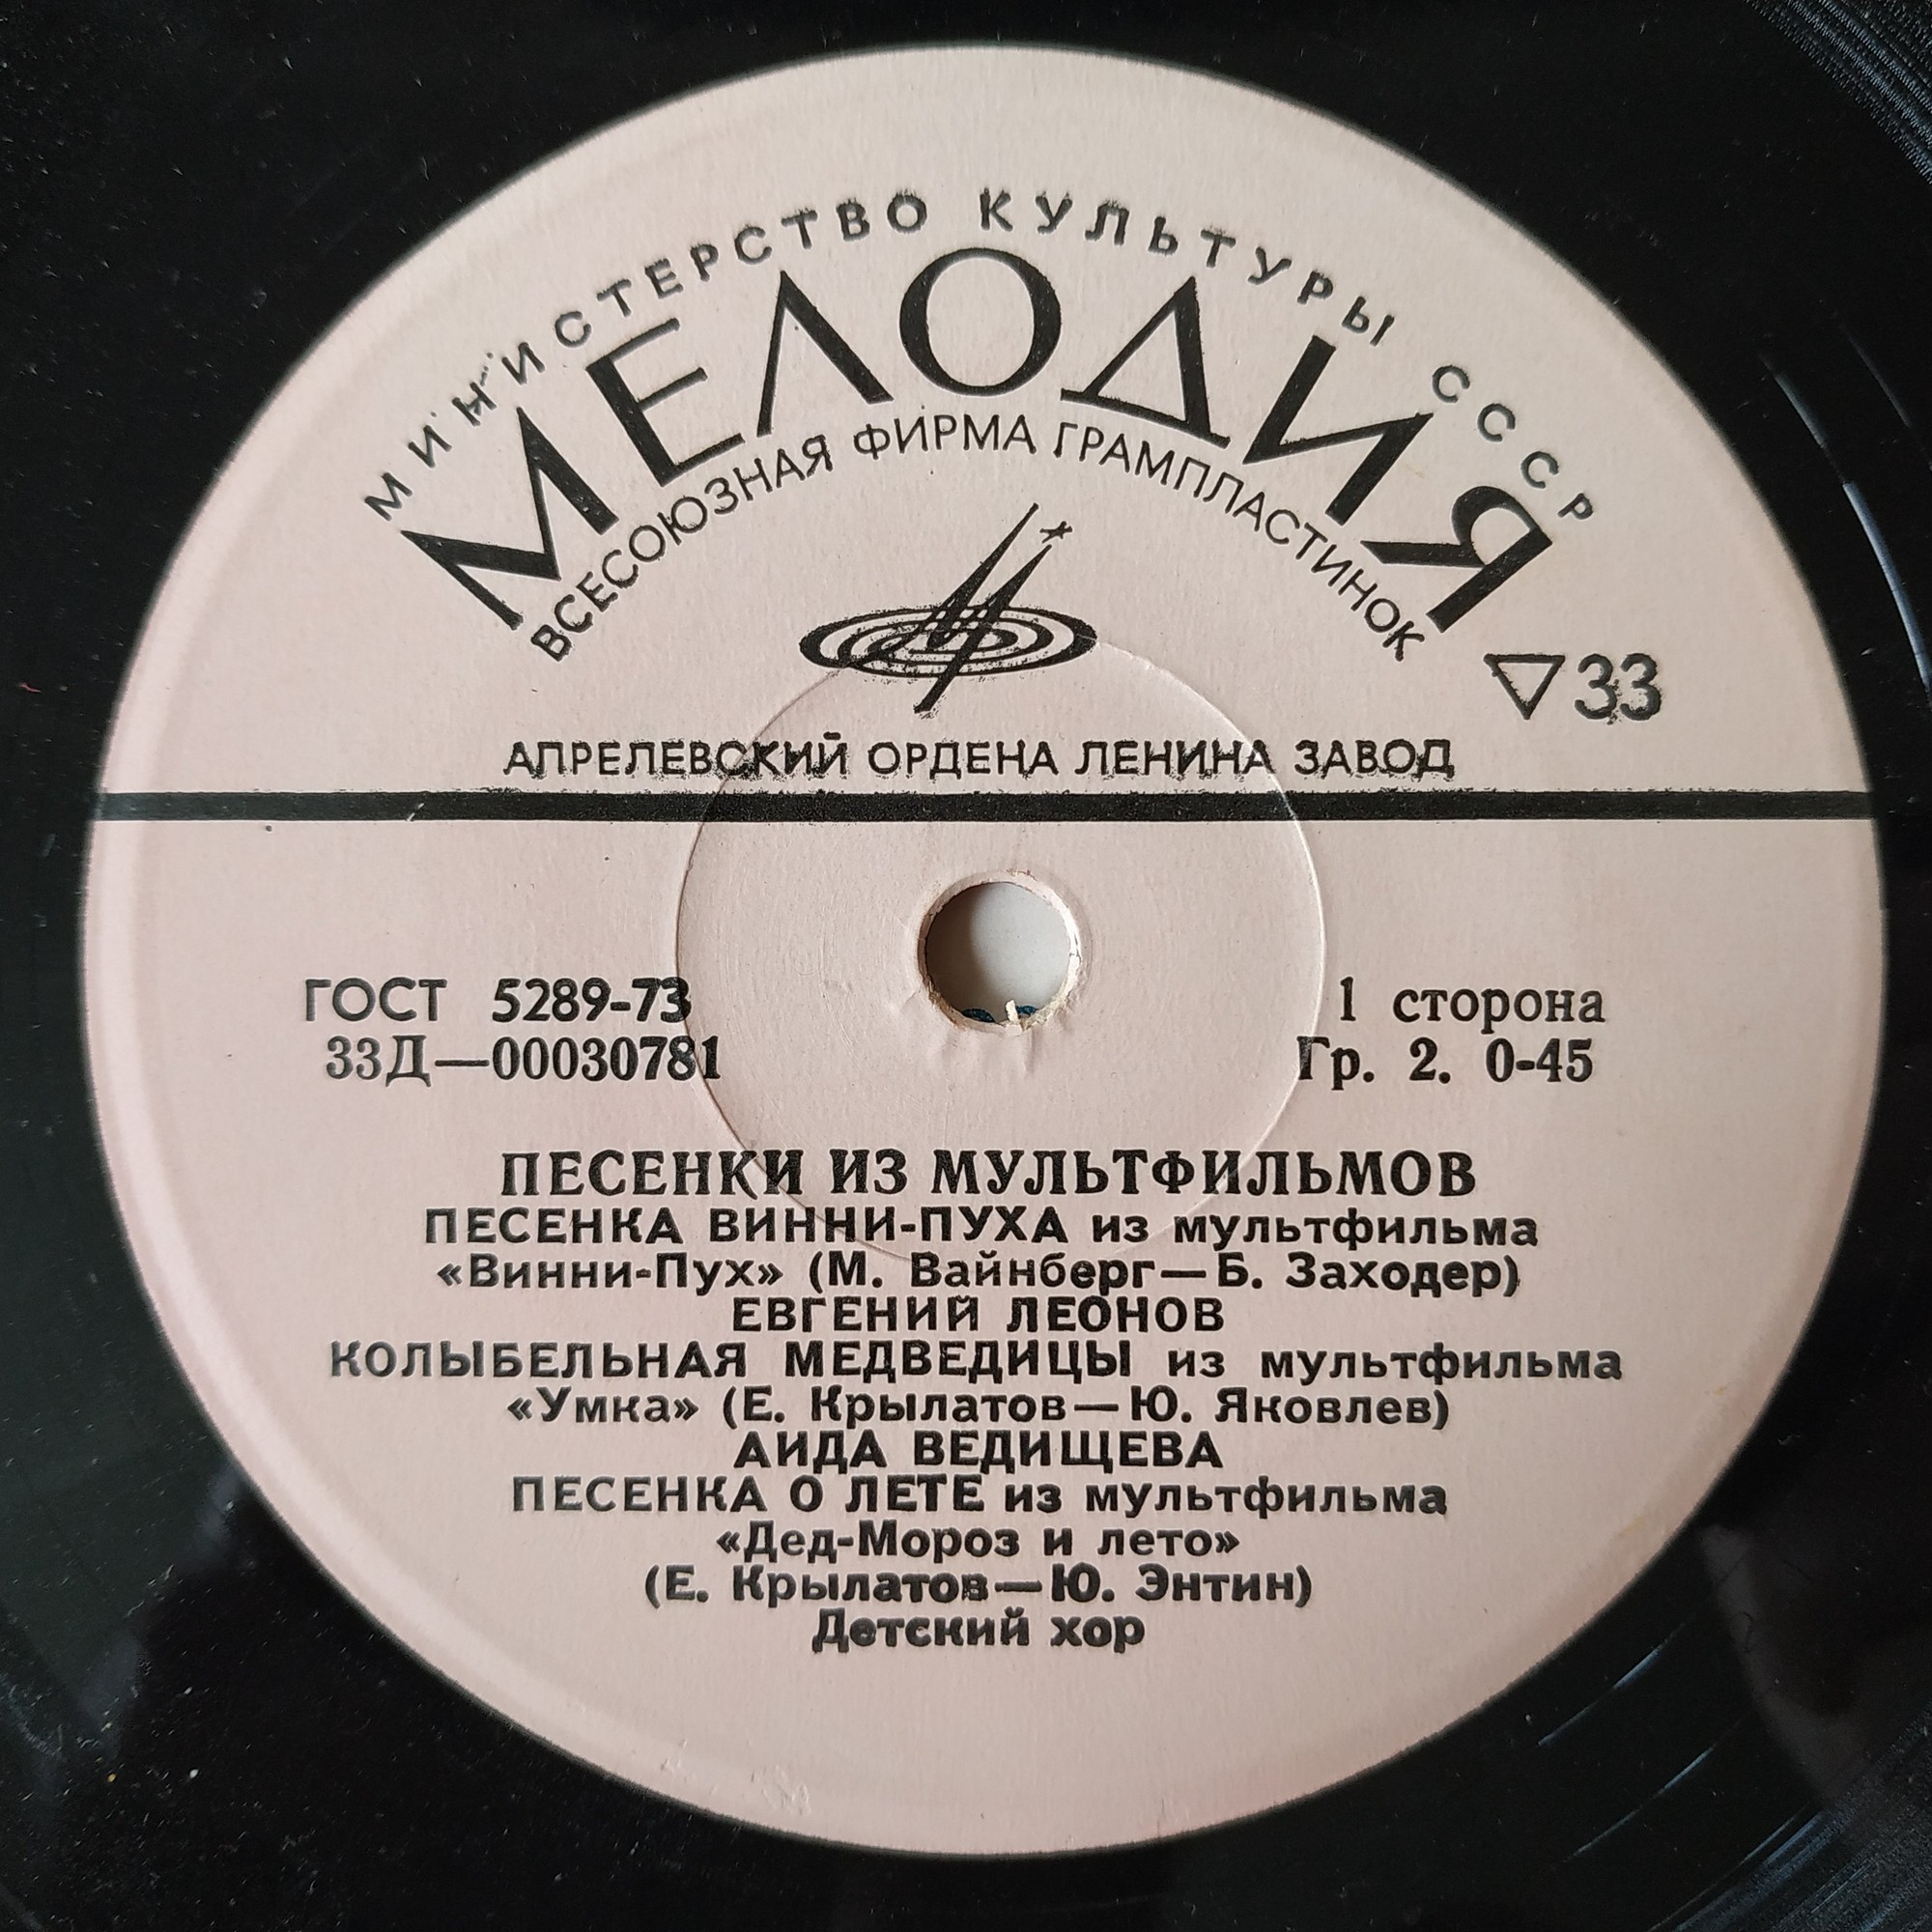 МИНИСТЕРСТВО КУЛЬТУРЫ СССР
МЕЛОДИЯ
ВСЕСОЮЗНАЯ ФИРМА ГРАМПЛАСТИНОК
33
АПРЕЛЕВСКИЙ ОРДЕНА ЛЕНИНА ЗАВОД
ГОСТ 5289-73
33Д—00030781
1 сторона
Гр. 2. 0-45
ПЕСЕНКИ ИЗ МУЛЬТФИЛЬМОВ
ПЕСЕНКА ВИННИ-ПУХА из мультфильма
«Винни-Пух» (М. Вайнберг—Б. Заходер)
ЕВГЕНИЙ ЛЕОНОВ
КОЛЫБЕЛЬНАЯ МЕДВЕДИЦЫ из мультфильма
«Умка» (Е. Крылатов—Ю. Яковлев)
АИДА ВЕДИЩЕВА
ПЕСЕНКА О ЛЕТЕ из мультфильма
«Дед-Мороз и лето»
(Е. Крылатов—Ю. Энтин)
Детский хор